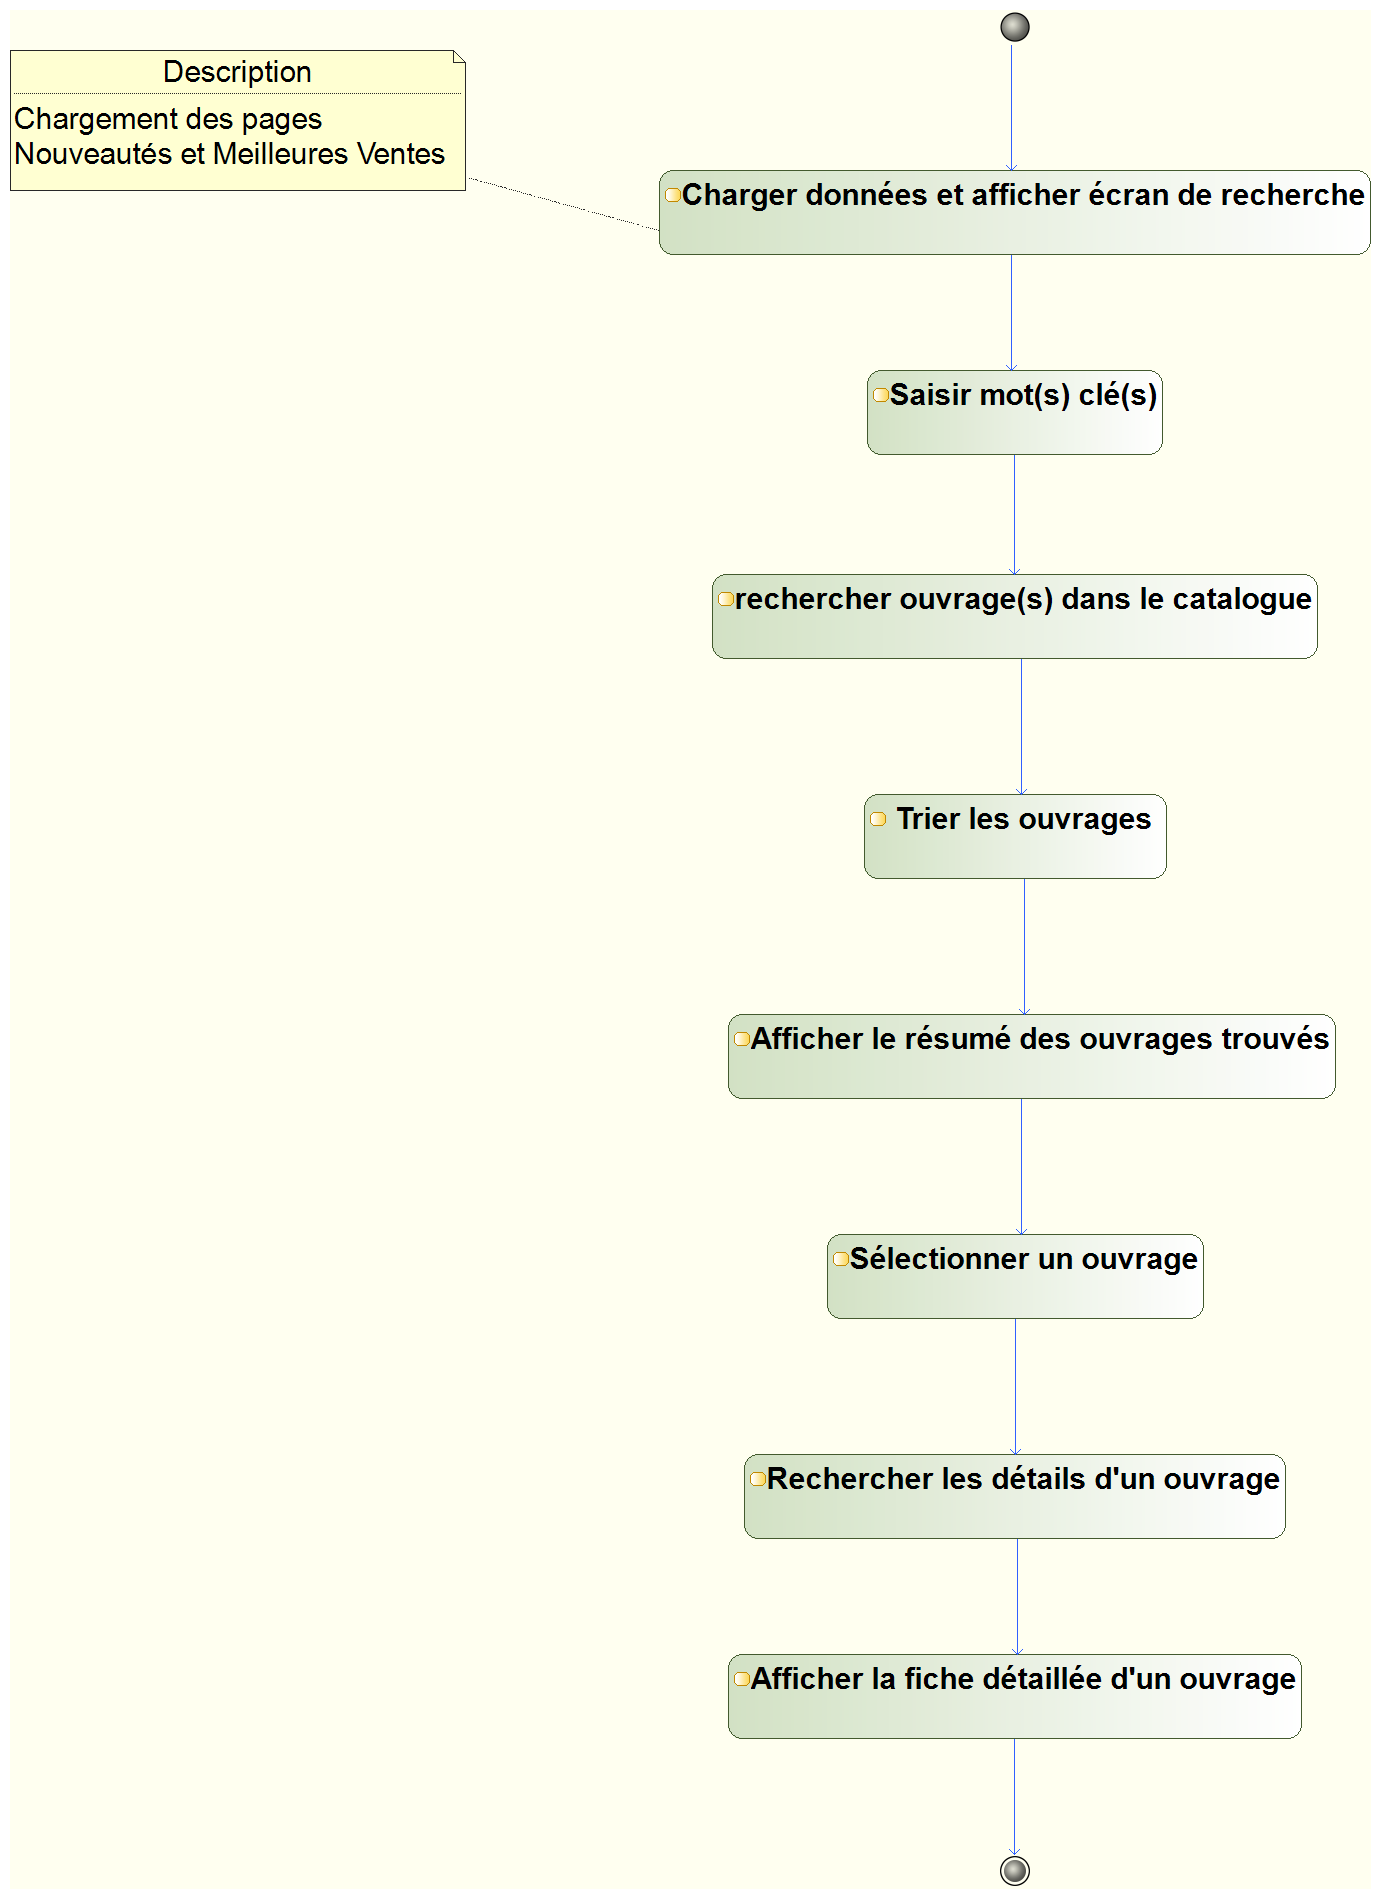 Description
Chargement des pages
Nouveautés et Meilleures Ventes
Charger données et afficher écran de recherche
Saisir mot(s) clé(s)
rechercher ouvrage(s) dans le catalogue
Trier les ouvrages
Afficher le résumé des ouvrages trouvés
Sélectionner un ouvrage
Rechercher les détails d'un ouvrage
Afficher la fiche détaillée d'un ouvrage